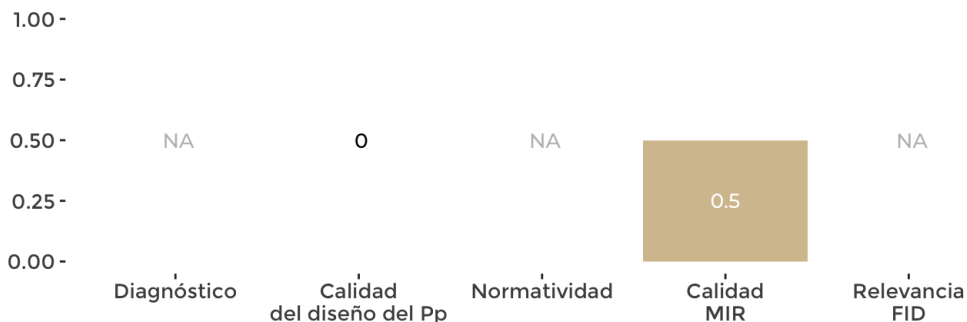 1.00
0.75
0.50
0.25
0.00
NA
0
NA
0.5
NA
Diagnóstico
Calidad
del diseño del Pp
Normatividad
Calidad
MIR
Relevancia
FID